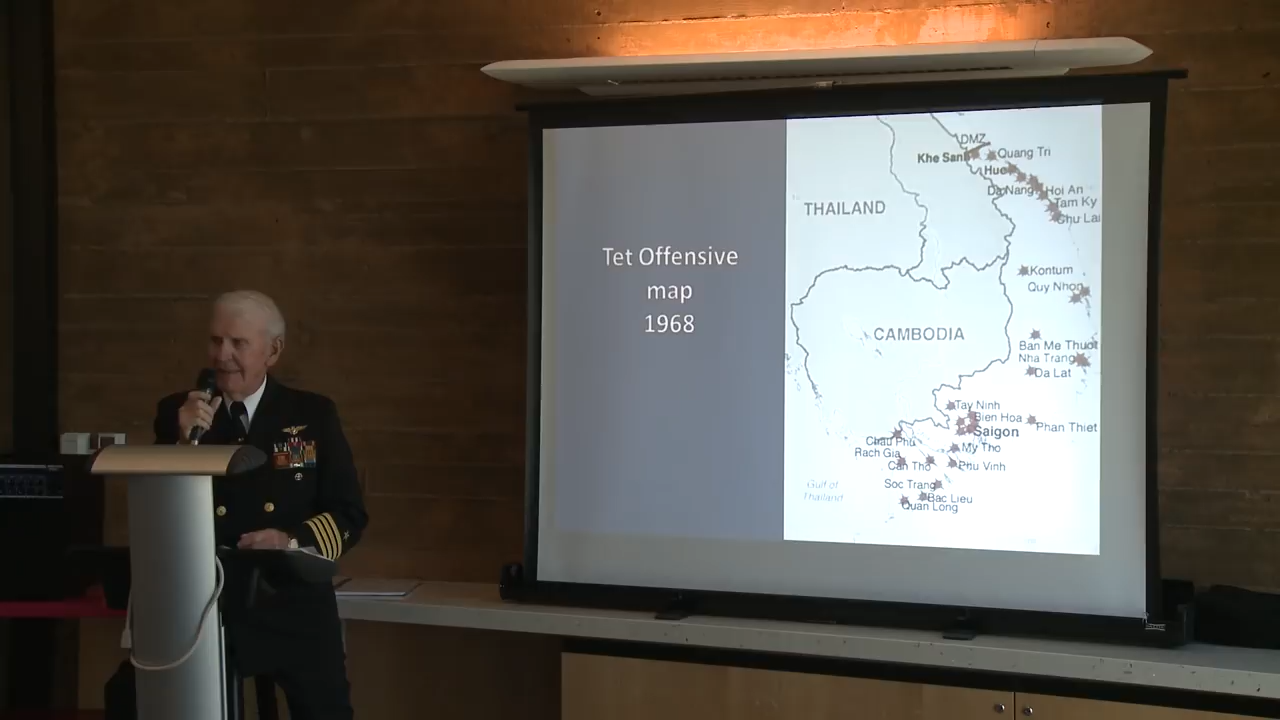 Tet Offensive
map
1968
DMZ
Khe Sanh
Quang Tri
Hue
Da Nang
Hoi An
Tam Ky
Chu Lai
THAILAND
Kontum
Quy Nhon
CAMBODIA
Ban Me Thuot
Nha Trang
Da Lat
Tay Ninh
Bien Hoa
Saigon
Phan Thiet
Chau Phu
Rach Gia
My Tho
Can Tho
Phu Vinh
Gulf of
Thailand
Soc Trang
Bac Lieu
Quan Long